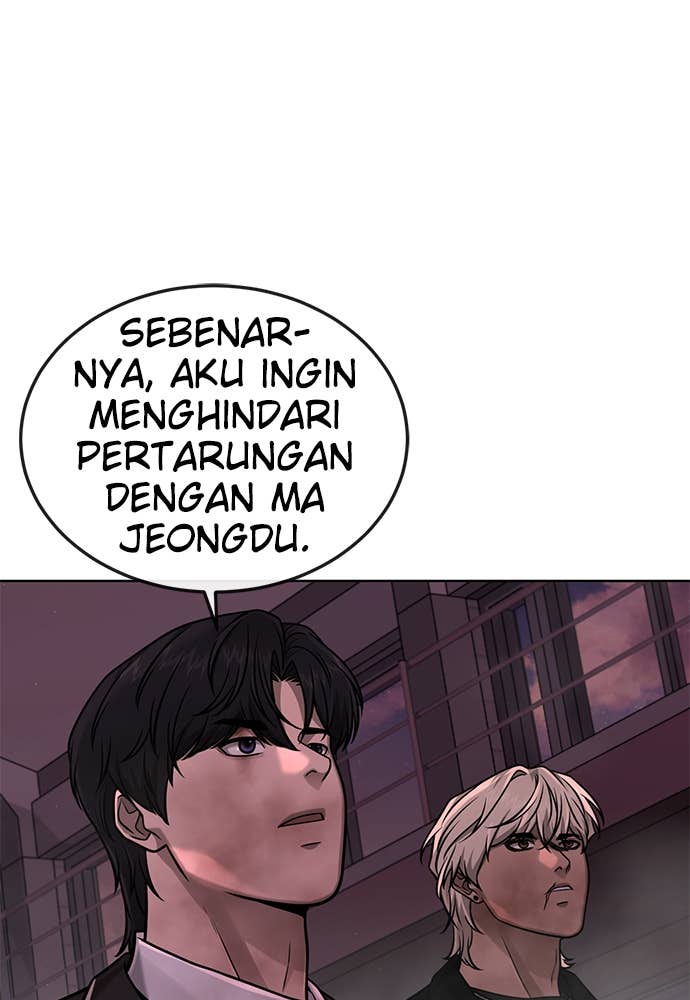 SEBENAR-
NYA, AKU INGIN
MENGHINDARI
PERTARUNGAN
DENGAN MA
JEONGDU.